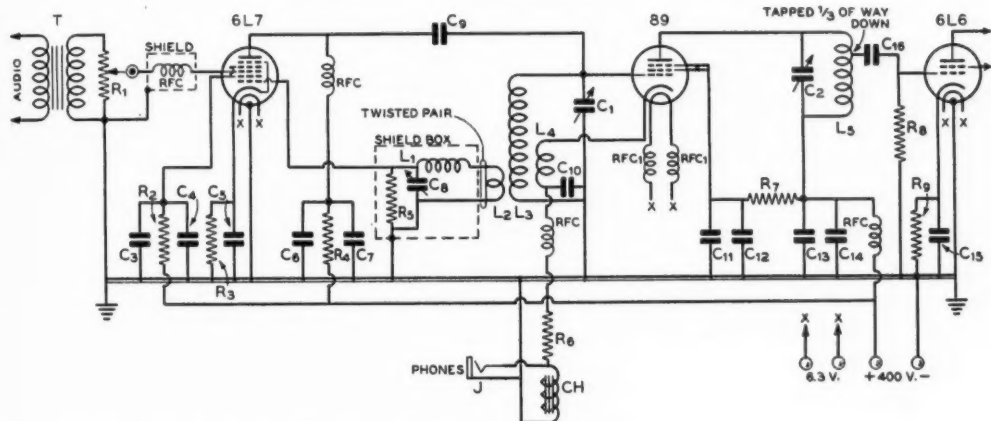 T
6L7
C9
89
TAPPED 1/3 OF WAY
DOWN
6L6
SHIELD
RFC
AUDIO
R1
X X
RFC
TWISTED PAIR
SHIELD BOX
L1
C8
R5
L2
L3
L4
C1
C10
RFC
RFC1
RFC1
X X
C2
L5
C16
R8
X X
R2
C4
C5
C3
R3
C6
R4
C7
C11
C12
R7
C13
C14
RFC
R9
C15
R6
PHONES
J
CH
X X
6.3 V.
+ 400 V. -